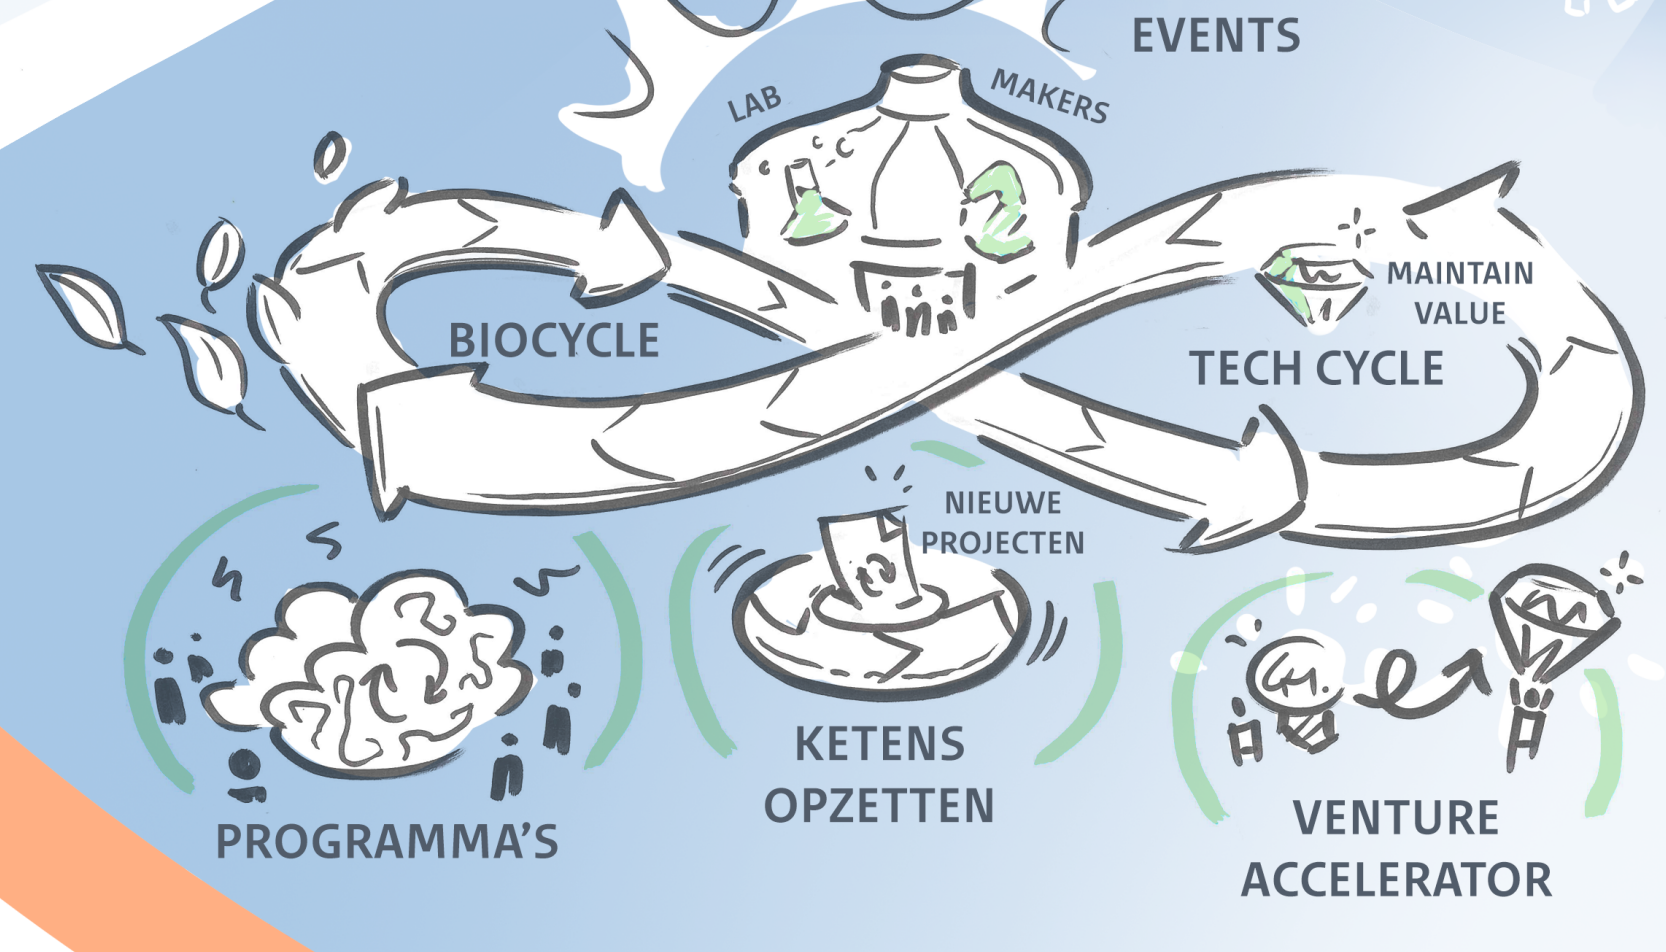 EVENTS
LAB
MAKERS
BIOCYCLE
MAINTAIN
VALUE
TECH CYCLE
NIEUWE
PROJECTEN
PROGRAMMA'S
KETENS
OPZETTEN
VENTURE
ACCELERATOR